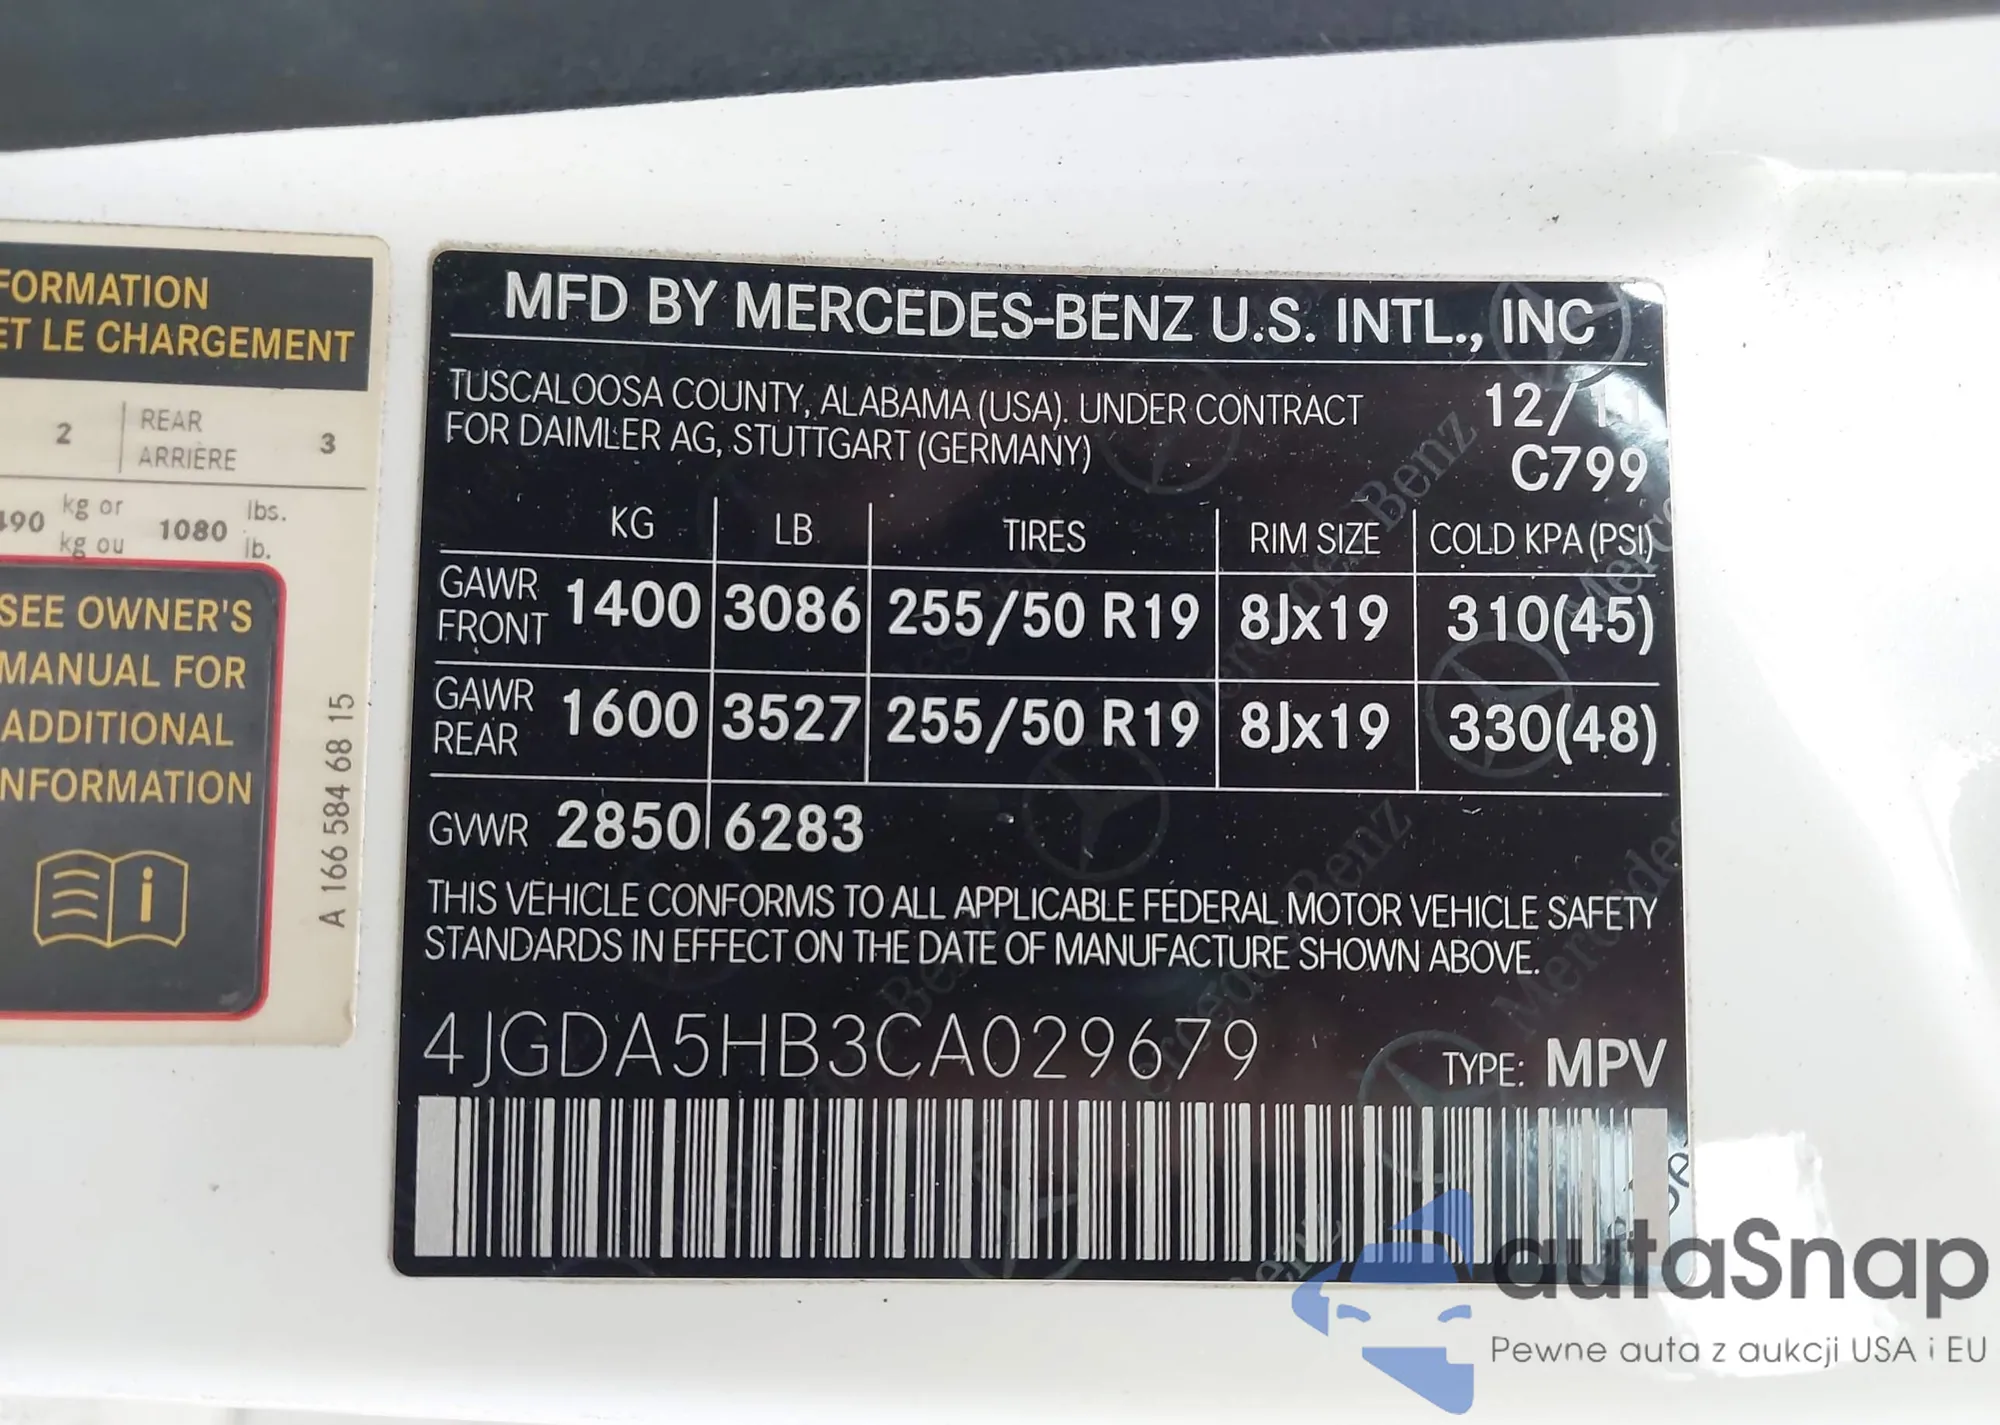 FORMATION
ET LE CHARGEMENT
2 REAR 3
ARRIÈRE
490 kg or 1080 lbs.
kg ou lb.
SEE OWNER'S
MANUAL FOR
ADDITIONAL
INFORMATION
A 166 584 68 15
MFD BY MERCEDES-BENZ U.S. INTL., INC
TUSCALOOSA COUNTY, ALABAMA (USA). UNDER CONTRACT 12/11
FOR DAIMLER AG, STUTTGART (GERMANY) C799
KG LB TIRES RIM SIZE COLD KPA (PSI)
GAWR FRONT 1400 3086 255/50 R19 8Jx19 310(45)
GAWR REAR 1600 3527 255/50 R19 8Jx19 330(48)
GVWR 2850 6283
THIS VEHICLE CONFORMS TO ALL APPLICABLE FEDERAL MOTOR VEHICLE SAFETY
STANDARDS IN EFFECT ON THE DATE OF MANUFACTURE SHOWN ABOVE.
4JGDA5HB3CA029679 TYPE: MPV
autaSnap
Pewne auta z aukcji USA i EU